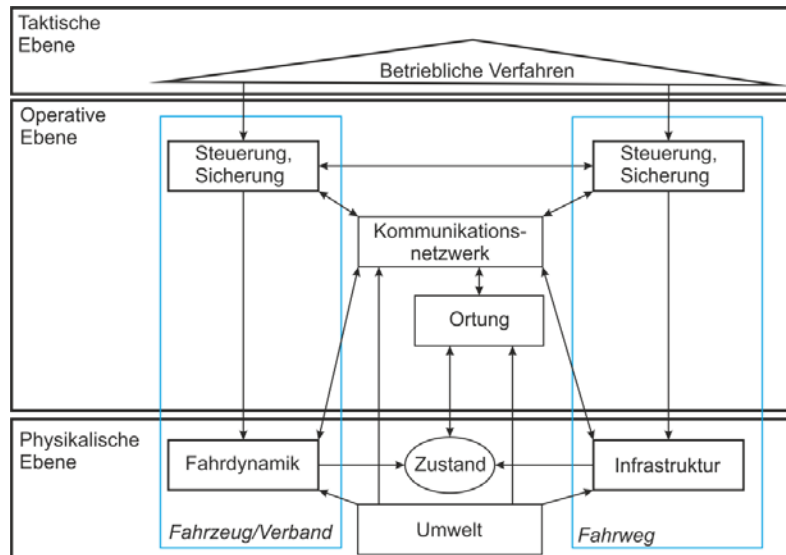 Taktische
Ebene
Betriebliche Verfahren
Operative
Ebene
Steuerung,
Sicherung
Steuerung,
Sicherung
Kommunikations-
netzwerk
Ortung
Physikalische
Ebene
Fahrdynamik
Zustand
Infrastruktur
Fahrzeug/Verband
Umwelt
Fahrweg